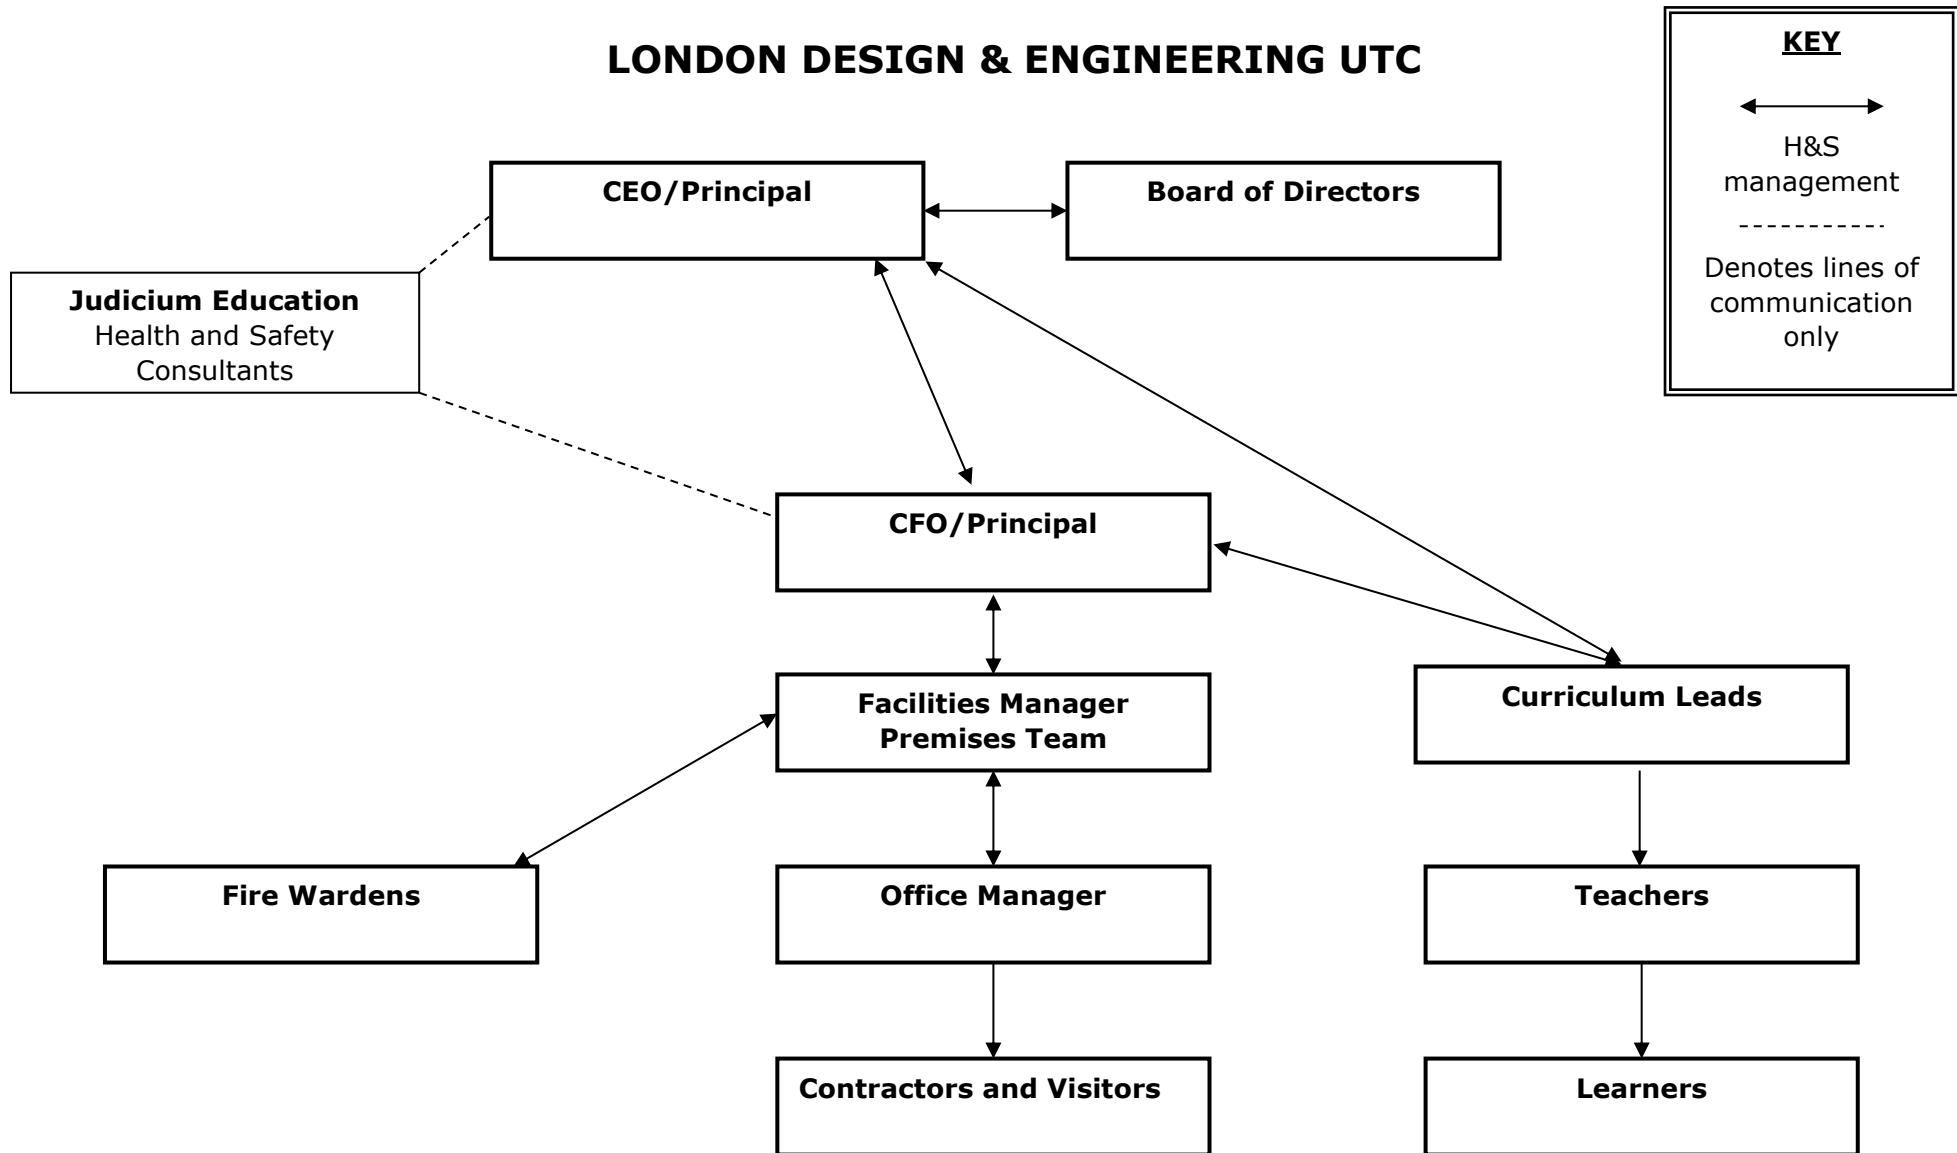 LONDON DESIGN & ENGINEERING UTC
KEY
H&S
management
Denotes lines of
communication
only
CEO/Principal
Board of Directors
Judicium Education
Health and Safety
Consultants
CFO/Principal
Facilities Manager
Premises Team
Curriculum Leads
Fire Wardens
Office Manager
Teachers
Contractors and Visitors
Learners